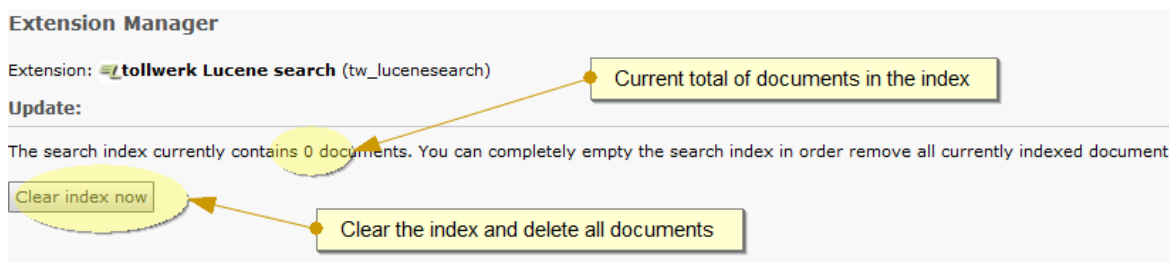 Extension Manager
Extension: tollwerk Lucene search (tw_lucenesearch)
Current total of documents in the index
Update:
The search index currently contains 0 documents. You can completely empty the search index in order remove all currently indexed document
Clear index now
Clear the index and delete all documents